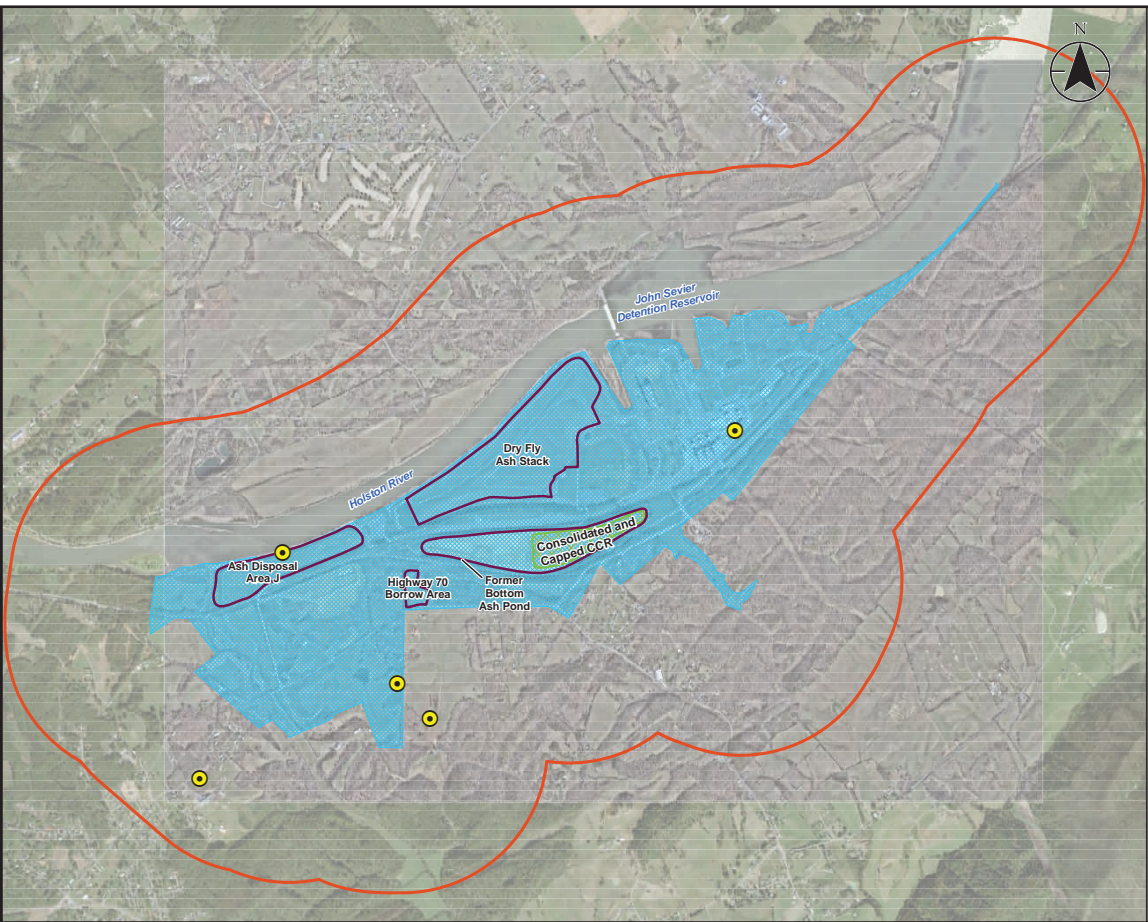 N
John Sevier
Detention Reservoir
Dry Fly
Ash Stack
Holston River
Consolidated and
Capped CCR
Ash Disposal
Area J
Highway 70
Borrow Area
Former
Bottom
Ash Pond